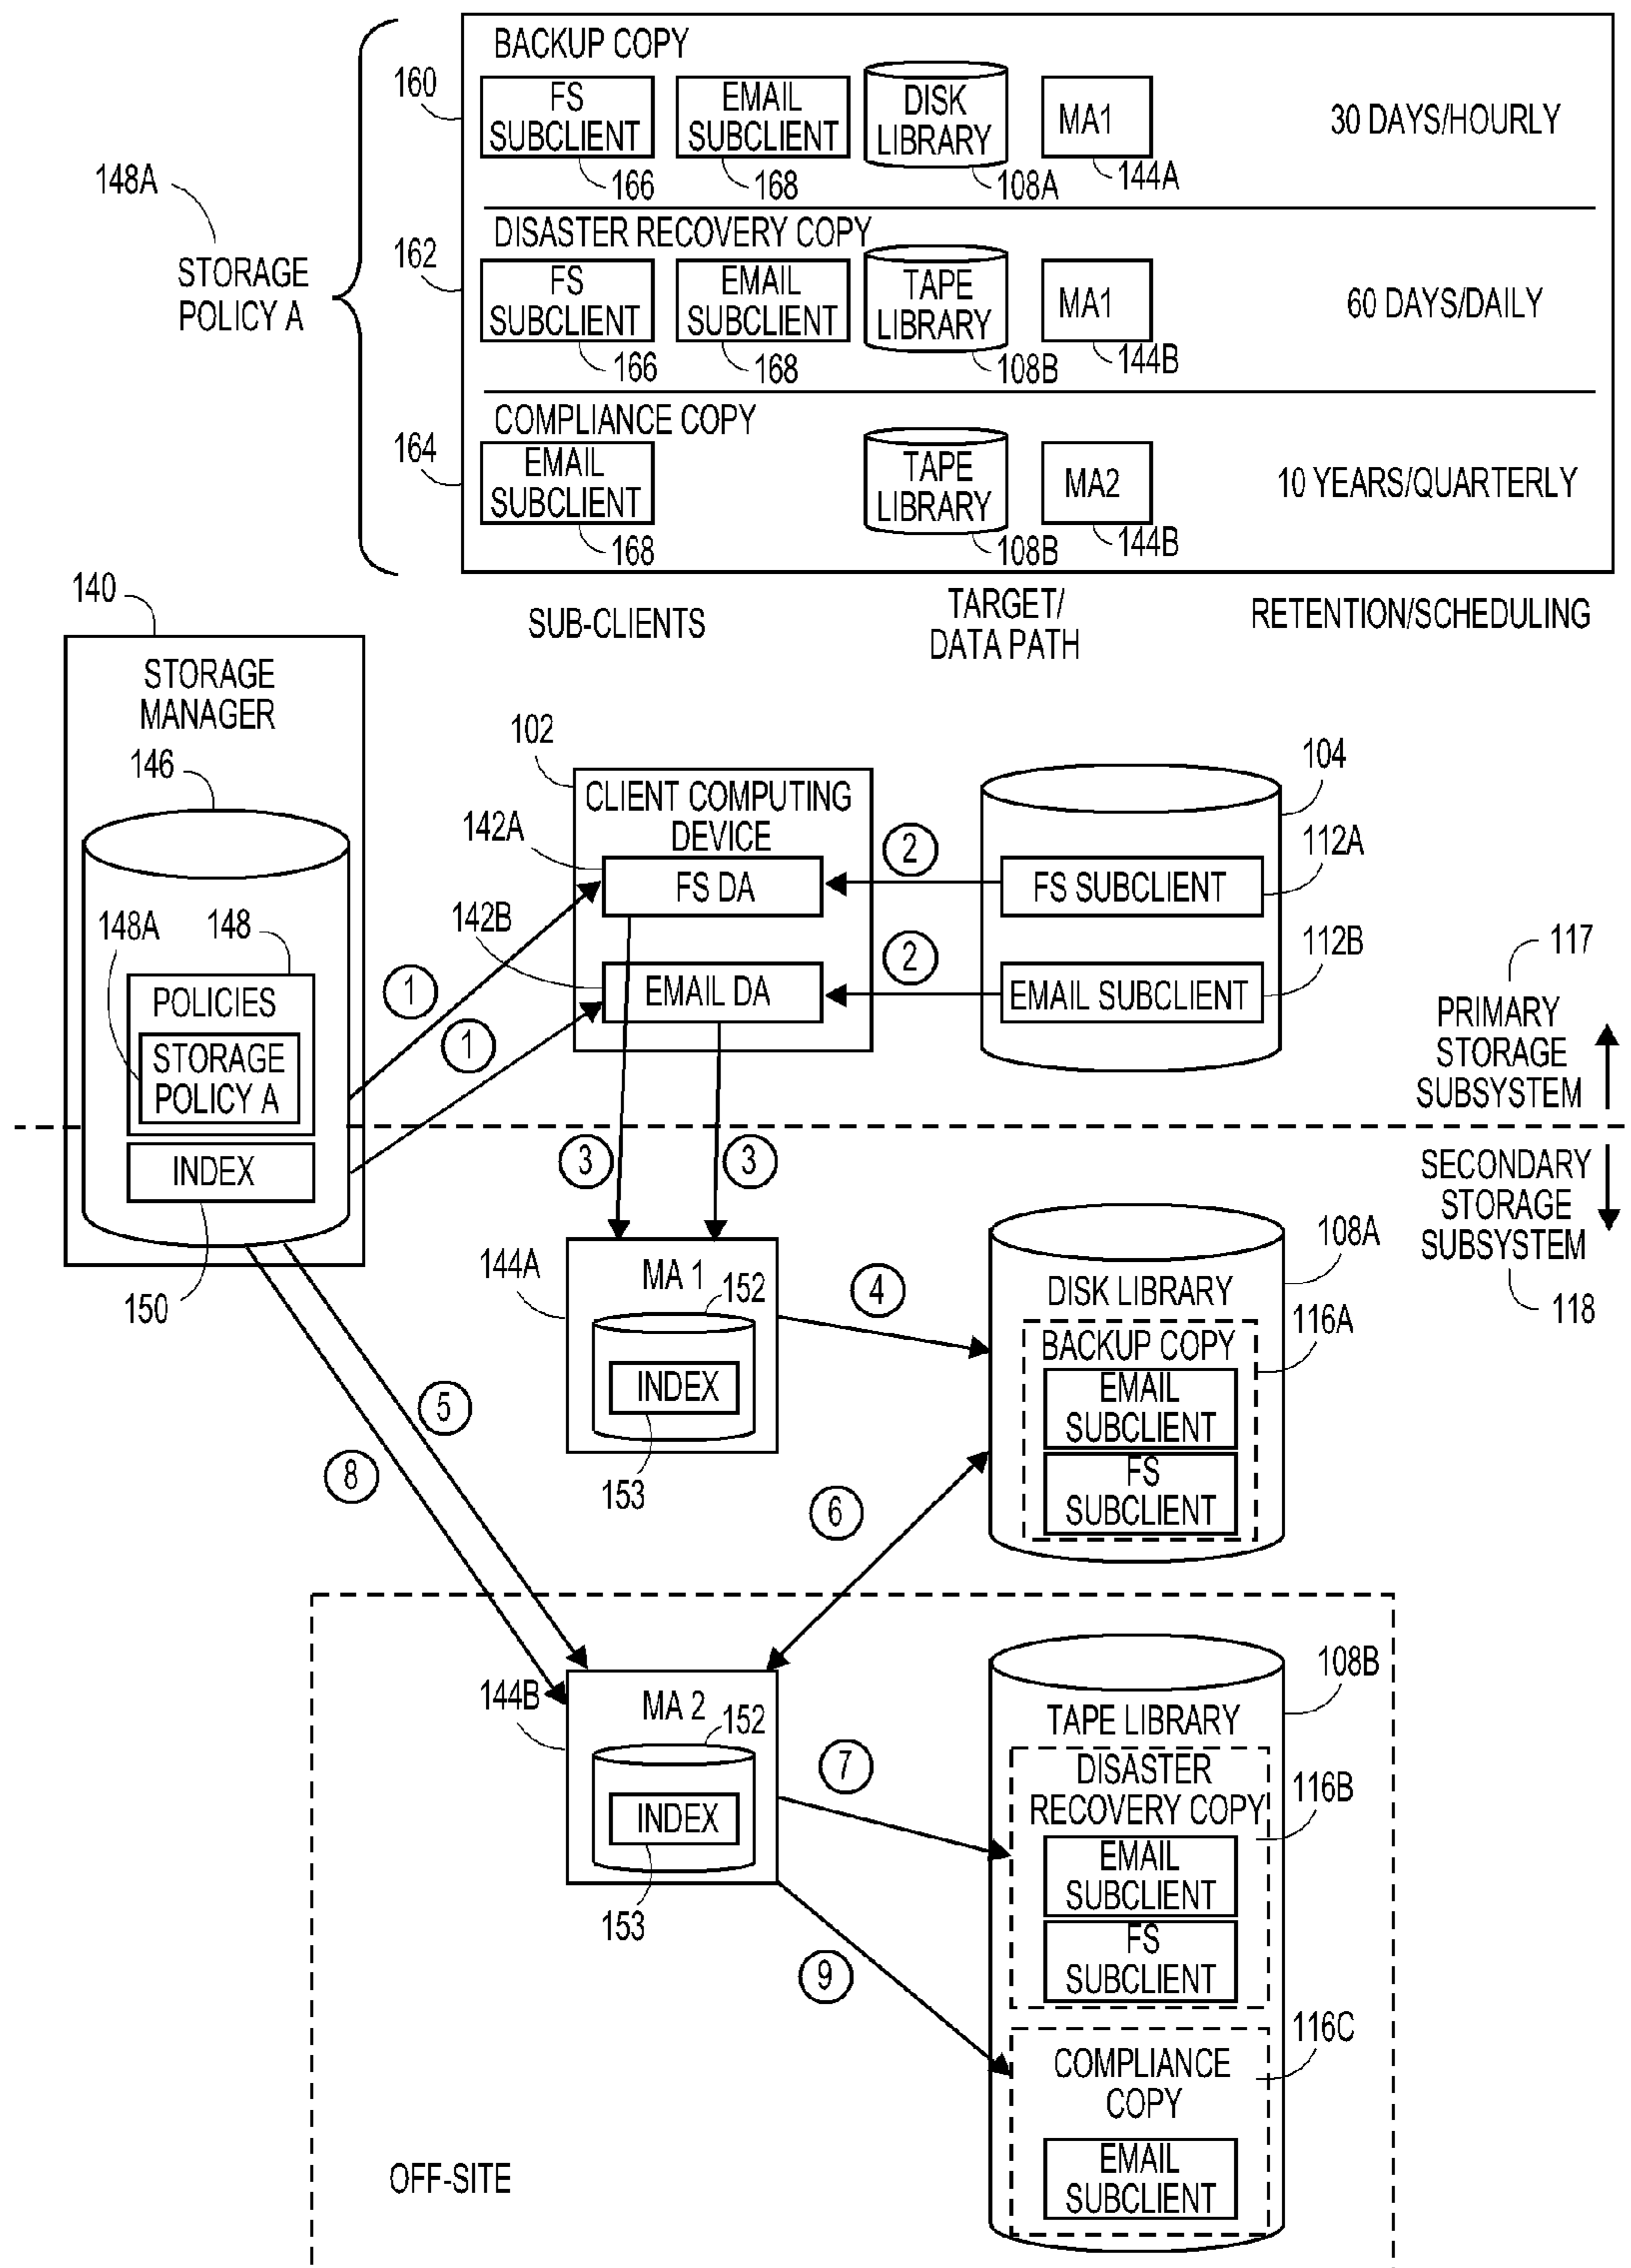 BACKUP COPY
160
FS
SUBCLIENT
166
EMAIL
SUBCLIENT
168
DISK
LIBRARY
108A
MA1
144A
30 DAYS/HOURLY
148A
STORAGE
POLICY A
DISASTER RECOVERY COPY
162
FS
SUBCLIENT
166
EMAIL
SUBCLIENT
168
TAPE
LIBRARY
108B
MA1
144B
60 DAYS/DAILY
COMPLIANCE COPY
164
EMAIL
SUBCLIENT
168
TAPE
LIBRARY
108B
MA2
144B
10 YEARS/QUARTERLY
SUB-CLIENTS
TARGET/
DATA PATH
RETENTION/SCHEDULING
140
STORAGE
MANAGER
146
148A
148
POLICIES
STORAGE
POLICY A
INDEX
150
102
CLIENT COMPUTING
DEVICE
142A
FS DA
142B
EMAIL DA
1
1
2
2
104
FS SUBCLIENT
112A
EMAIL SUBCLIENT
112B
117
PRIMARY
STORAGE
SUBSYSTEM
SECONDARY
STORAGE
SUBSYSTEM
118
3
3
144A
MA 1
152
INDEX
153
4
108A
DISK LIBRARY
116A
BACKUP COPY
EMAIL
SUBCLIENT
FS
SUBCLIENT
5
8
6
144B
MA 2
152
INDEX
153
7
9
108B
TAPE LIBRARY
DISASTER
RECOVERY COPY
116B
EMAIL
SUBCLIENT
FS
SUBCLIENT
116C
COMPLIANCE
COPY
EMAIL
SUBCLIENT
OFF-SITE